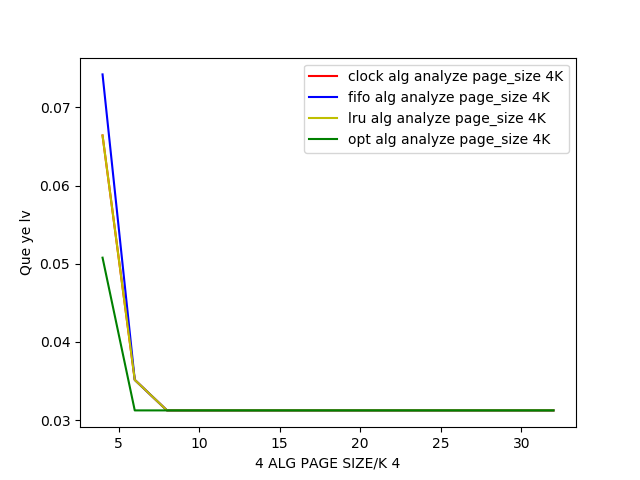 clock alg analyze page_size 4K
fifo alg analyze page_size 4K
lru alg analyze page_size 4K
opt alg analyze page_size 4K
0.07
0.06
0.05
0.04
0.03
Que ye lv
5 10 15 20 25 30
4 ALG PAGE SIZE/K 4